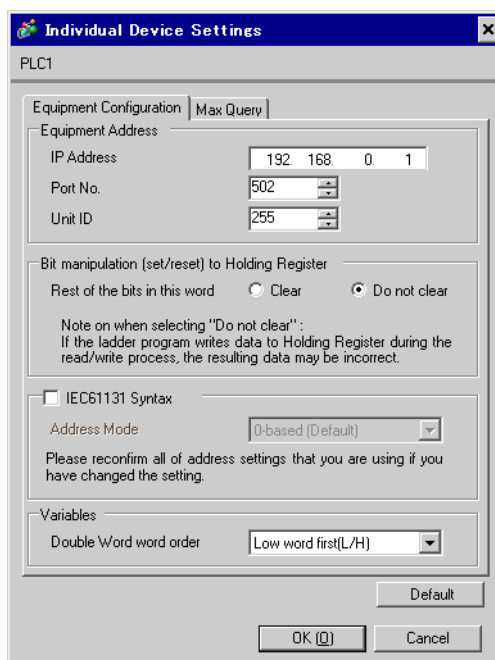 Individual Device Settings
PLC1
Equipment Configuration Max Query
Equipment Address
IP Address 192. 168. 0. 1
Port No. 502
Unit ID 255
Bit manipulation (set/reset) to Holding Register
Rest of the bits in this word Clear Do not clear
Note on when selecting "Do not clear" :
If the ladder program writes data to Holding Register during the
read/write process, the resulting data may be incorrect.
IEC61131 Syntax
Address Mode 0-based (Default)
Please reconfirm all of address settings that you are using if you
have changed the setting.
Variables
Double Word word order Low word first(L/H)
Default
OK (O) Cancel